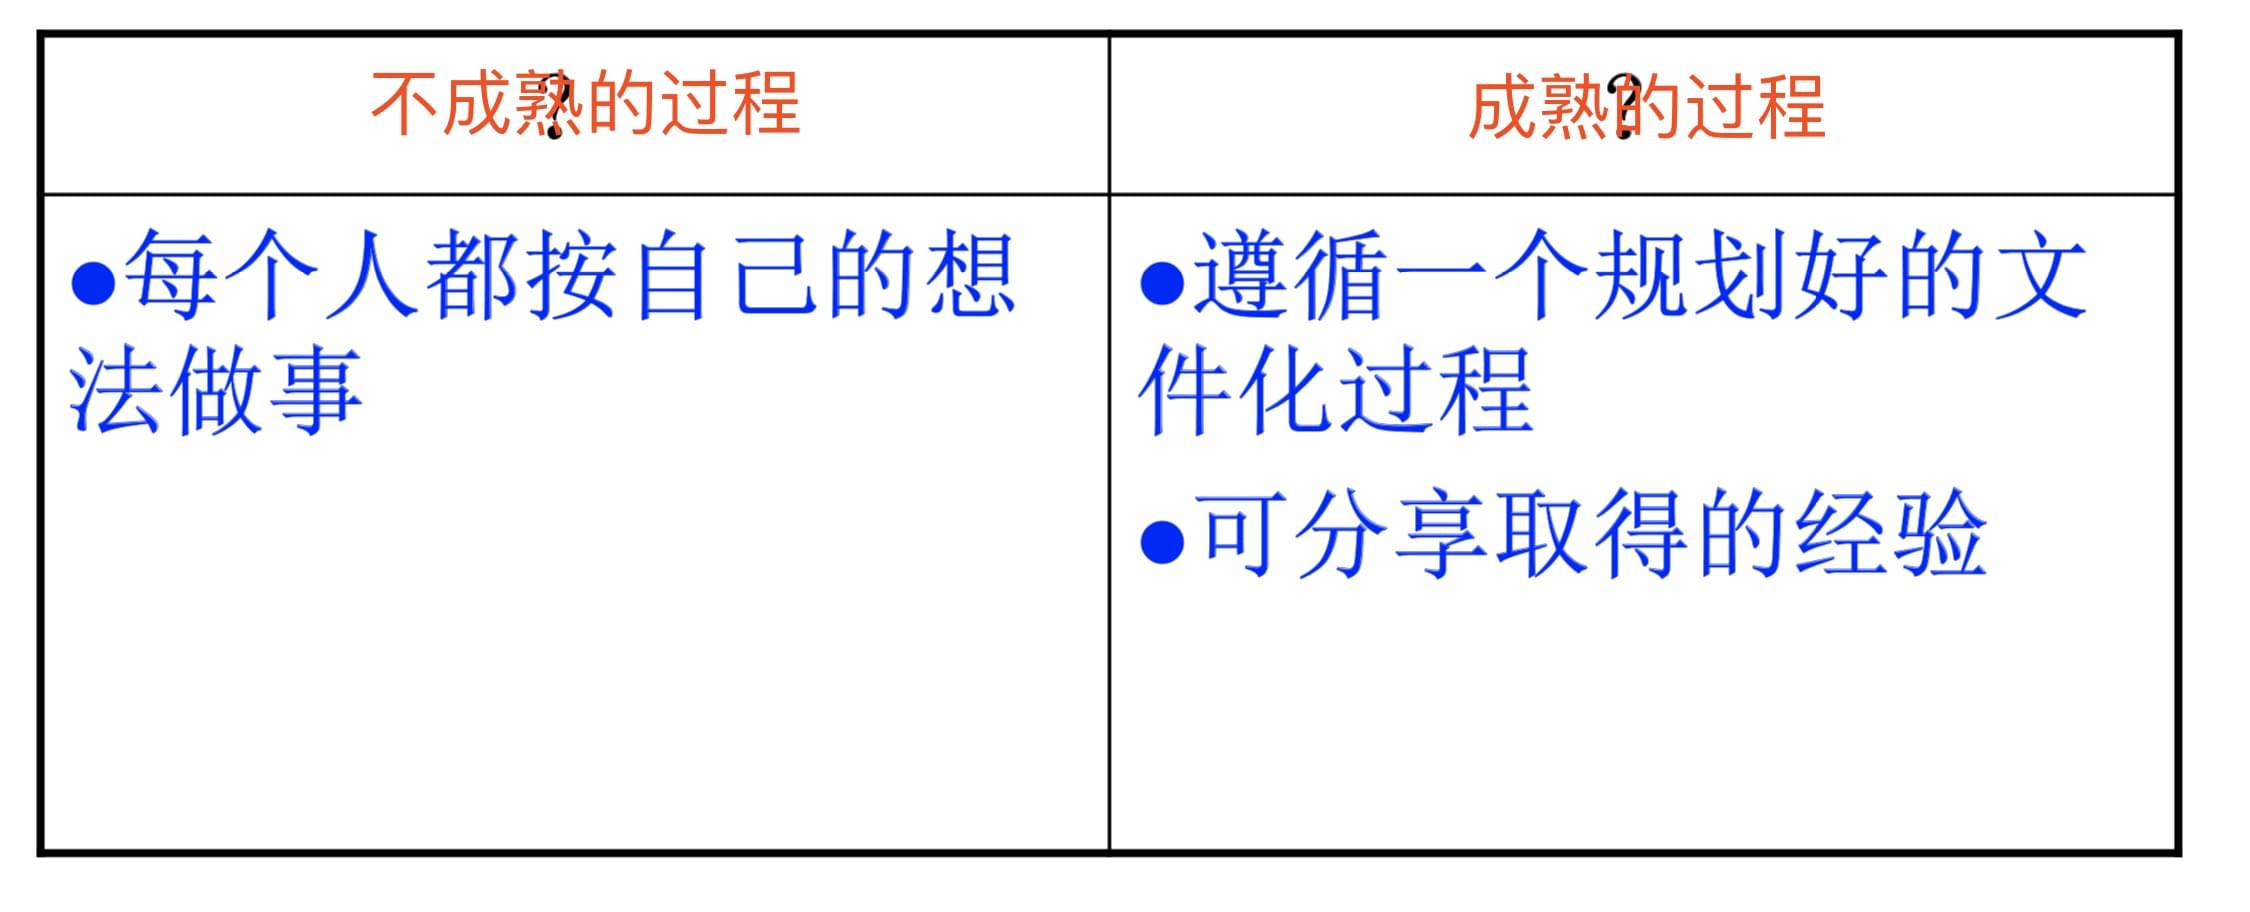 不成熟的过程
?
成熟的过程
?
●每个人都按自己的想
法做事
●遵循一个规划好的文
件化过程
●可分享取得的经验